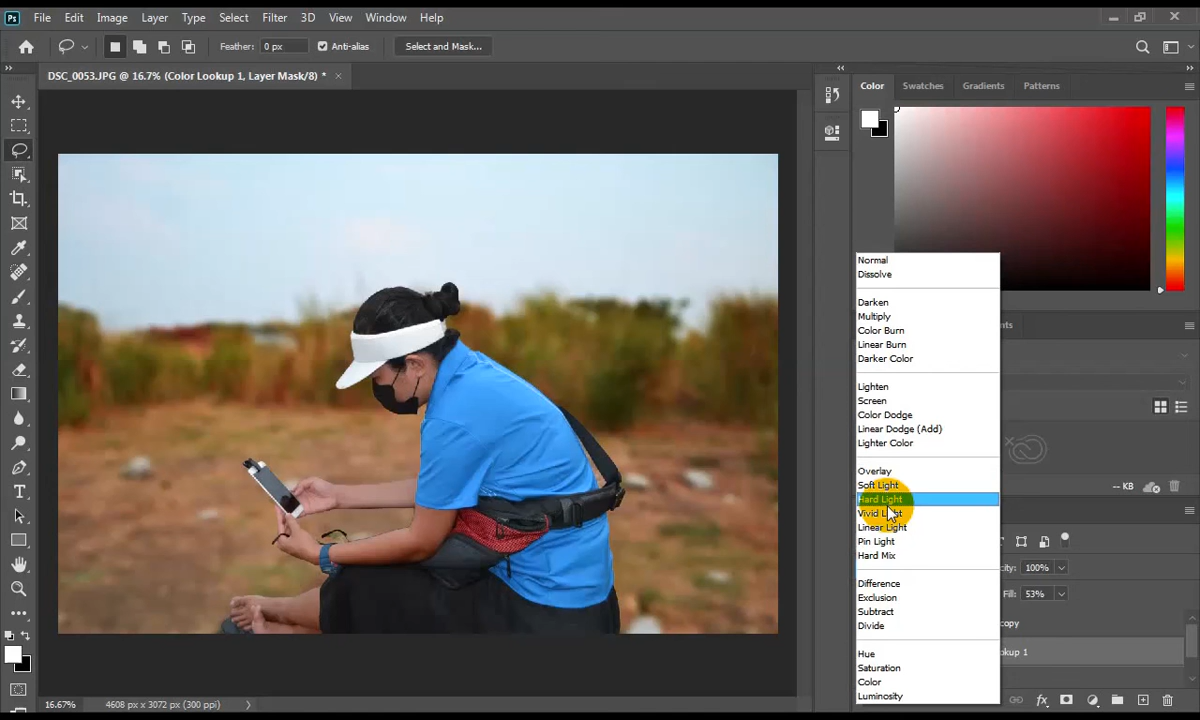 Ps File Edit Image Layer Type Select Filter 3D View Window Help
Feather: 0 px Anti-alias Select and Mask...
DSC_0053.JPG @ 16.7% (Color Lookup 1, Layer Mask/8) * ×
Color Swatches Gradients Patterns
Normal
Dissolve
Darken
Multiply
Color Burn
Linear Burn
Darker Color
Lighten
Screen
Color Dodge
Linear Dodge (Add)
Lighter Color
Overlay
Soft Light
Hard Light
Vivid Light
Linear Light
Pin Light
Hard Mix
Difference
Exclusion
Subtract
Divide
Hue
Saturation
Color
Luminosity
-- KB
100%
Fill: 53%
copy
16.67% 4608 px x 3072 px (300 ppi)